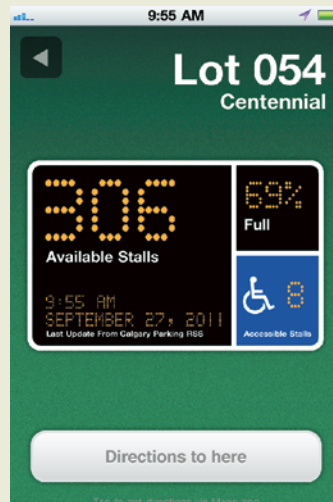 9:55 AM
Lot 054
Centennial
306
Available Stalls
69%
Full
9:55 AM
SEPTEMBER 27, 2011
Last Update From Calgary Parking RSS
8
Accessible Stalls
Directions to here